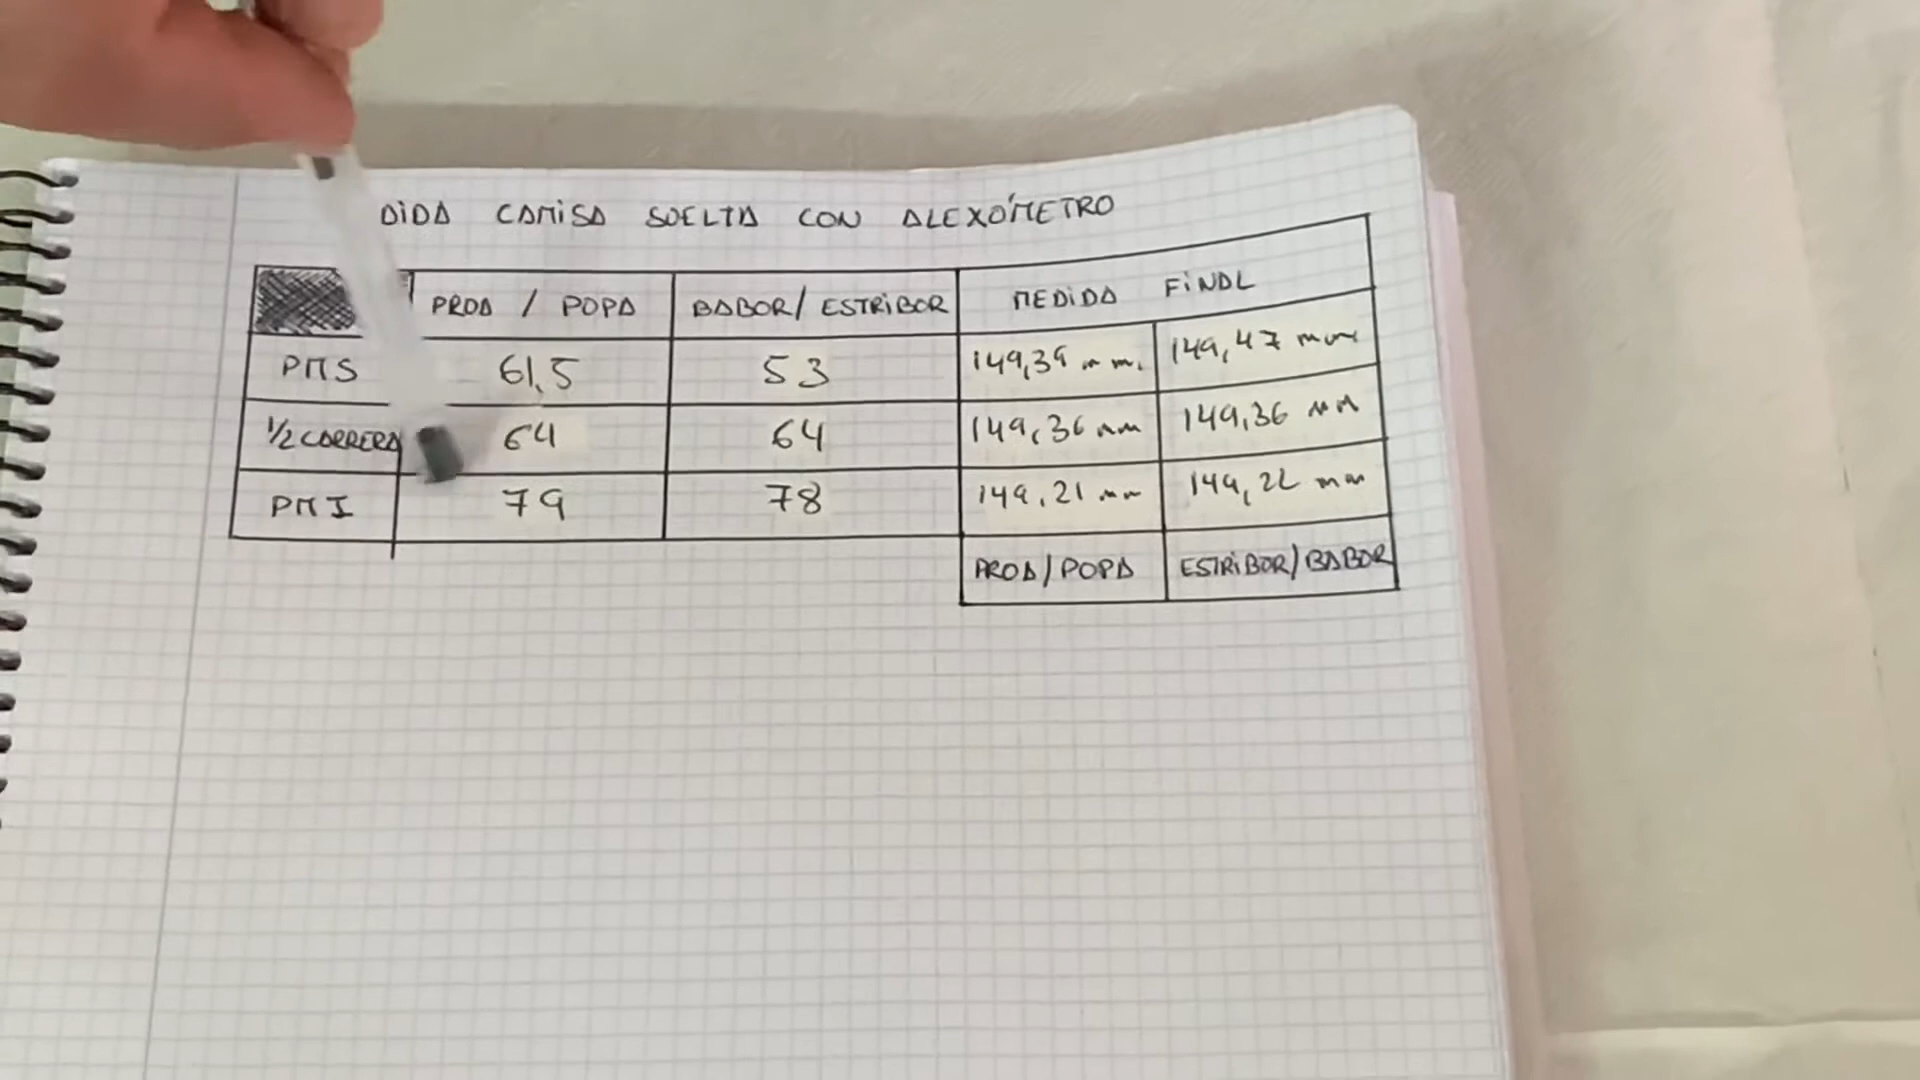 DIDA CAMISA SUELTA CON ALEXÓMETRO
PROA / POPA BABOR/ ESTRIBOR MEDIDA FINAL
PMS 61,5 53 149,39 mm. 149,47 mm
1/2 CARRERA 64 64 149,36 mm 149,36 mm
PMI 79 78 149,21 mm 149,22 mm
PROA/POPA ESTRIBOR/BABOR